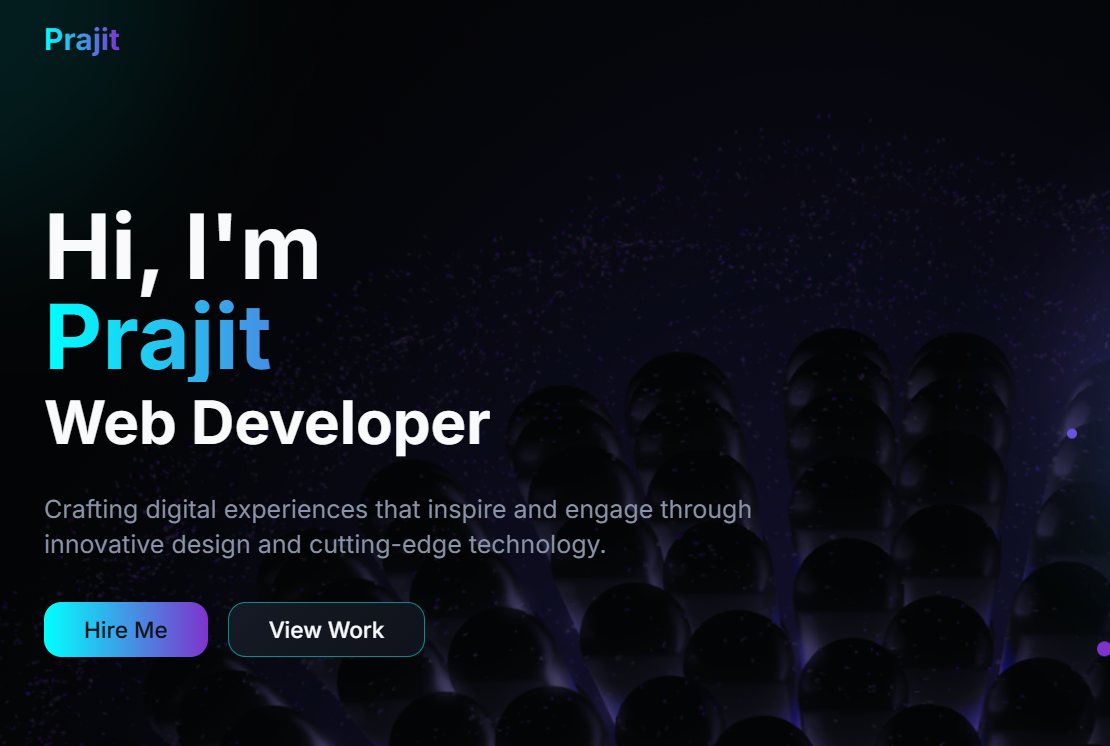 Prajit
Hi, I'm
Prajit
Web Developer
Crafting digital experiences that inspire and engage through
innovative design and cutting-edge technology.
Hire Me
View Work